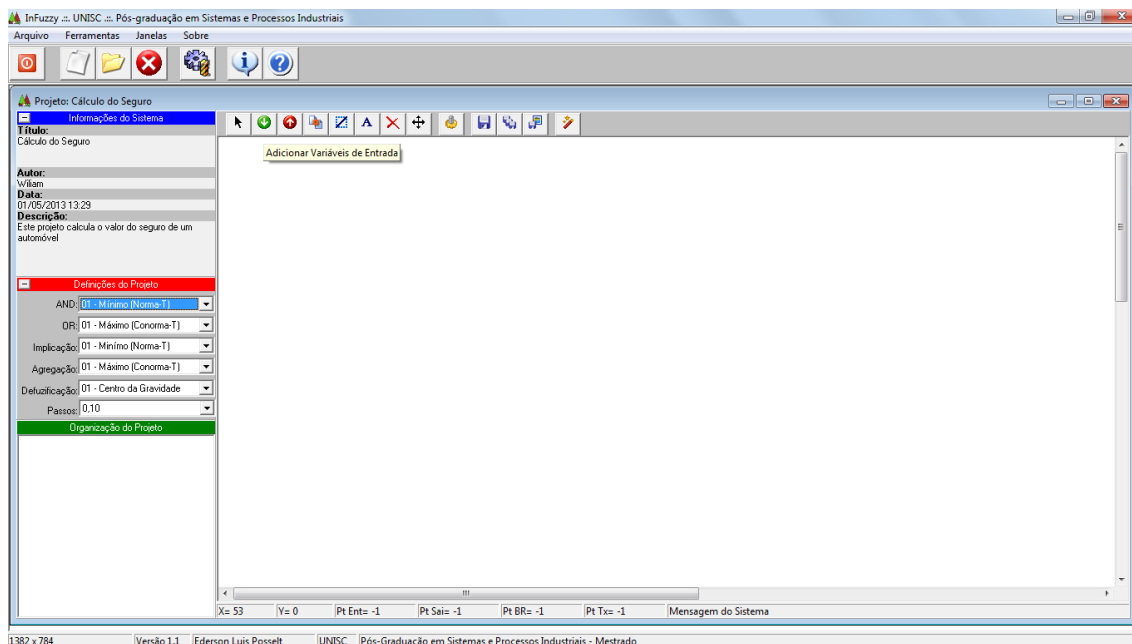 InFuzzy .::. UNISC .::. Pós-graduação em Sistemas e Processos Industriais
Arquivo Ferramentas Janelas Sobre
Projeto: Cálculo do Seguro
Informações do Sistema
Título:
Cálculo do Seguro
Autor:
Wiliam
Data:
01/05/2013 13:29
Descrição:
Este projeto calcula o valor do seguro de um
automóvel
Definições do Projeto
AND: 01 - Mínimo (Norma-T)
OR: 01 - Máximo (Conorma-T)
Implicação: 01 - Minímo (Norma-T)
Agregação: 01 - Máximo (Conorma-T)
Defuzificação: 01 - Centro da Gravidade
Passos: 0,10
Organização do Projeto
A
Adicionar Variáveis de Entrada
X= 53 Y= 0 Pt Ent= -1 Pt Sai= -1 Pt BR= -1 Pt Tx= -1 Mensagem do Sistema
1382 x 784 Versão 1.1 Ederson Luis Posselt UNISC Pós-Graduação em Sistemas e Processos Industriais - Mestrado